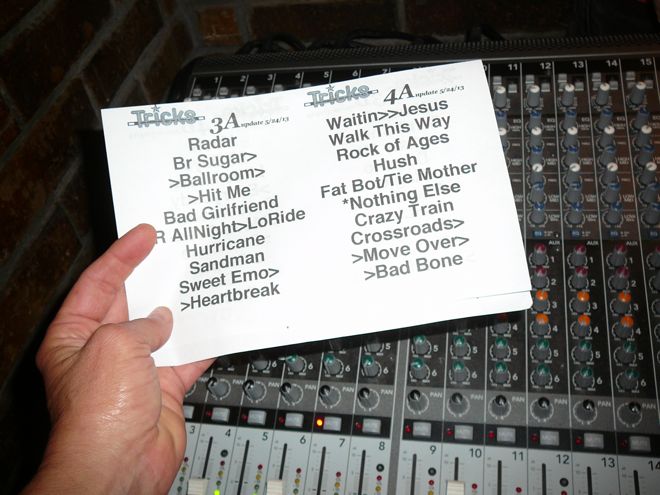 Tricks 3A update 5/24/13
Radar
Br Sugar>
>Ballroom>
>Hit Me
Bad Girlfriend
R AllNight>LoRide
Hurricane
Sandman
Sweet Emo>
>Heartbreak
Tricks 4A update 5/24/13
Waitin>>Jesus
Walk This Way
Rock of Ages
Hush
Fat Bot/Tie Mother
*Nothing Else
Crazy Train
Crossroads>
>Move Over>
>Bad Bone